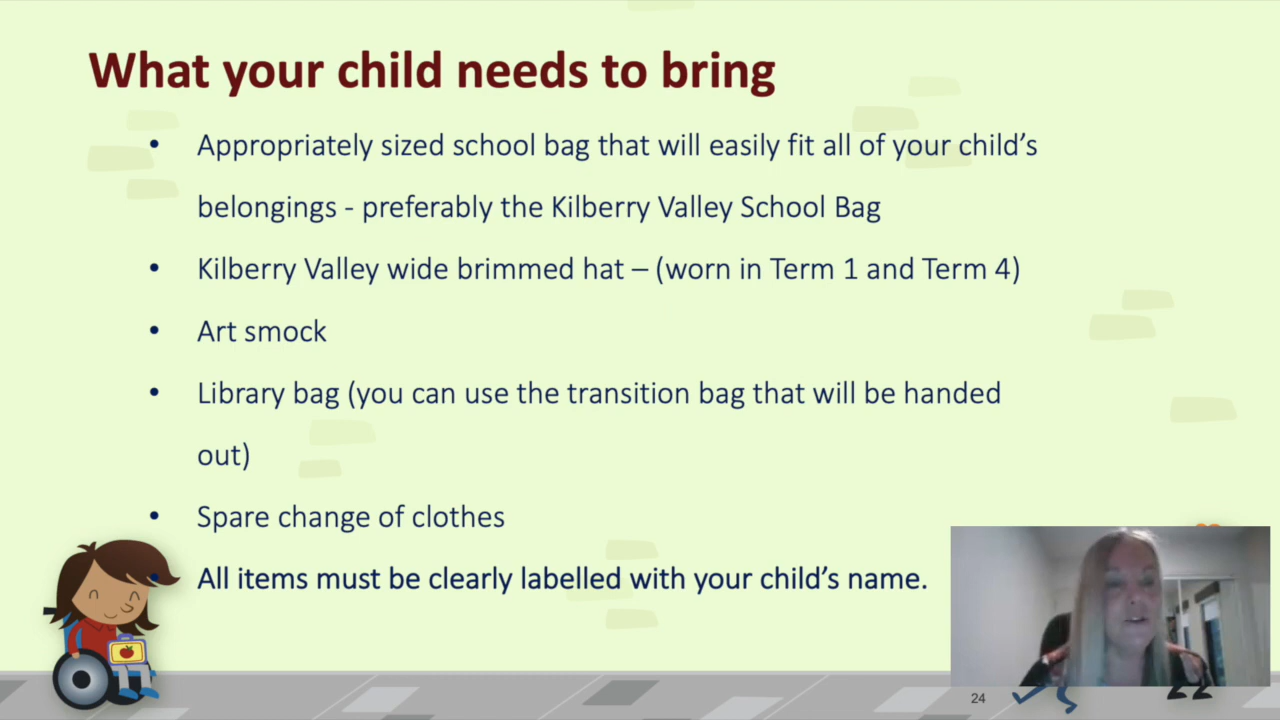 What your child needs to bring
• Appropriately sized school bag that will easily fit all of your child’s
belongings - preferably the Kilberry Valley School Bag
• Kilberry Valley wide brimmed hat – (worn in Term 1 and Term 4)
• Art smock
• Library bag (you can use the transition bag that will be handed
out)
• Spare change of clothes
• All items must be clearly labelled with your child’s name.
24